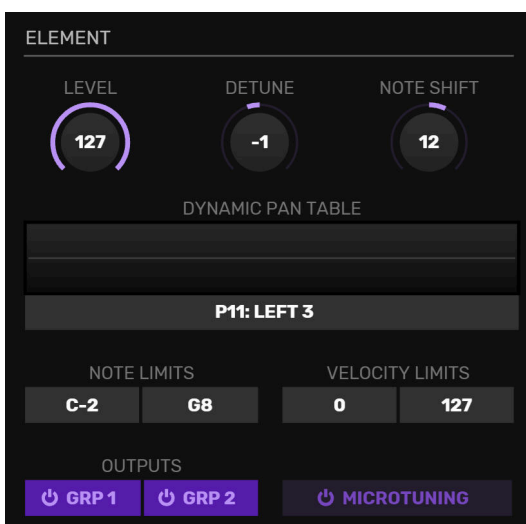 ELEMENT
LEVEL DETUNE NOTE SHIFT
127 -1 12
DYNAMIC PAN TABLE
P11: LEFT 3
NOTE LIMITS VELOCITY LIMITS
C-2 G8 0 127
OUTPUTS
GRP 1 GRP 2 MICROTUNING